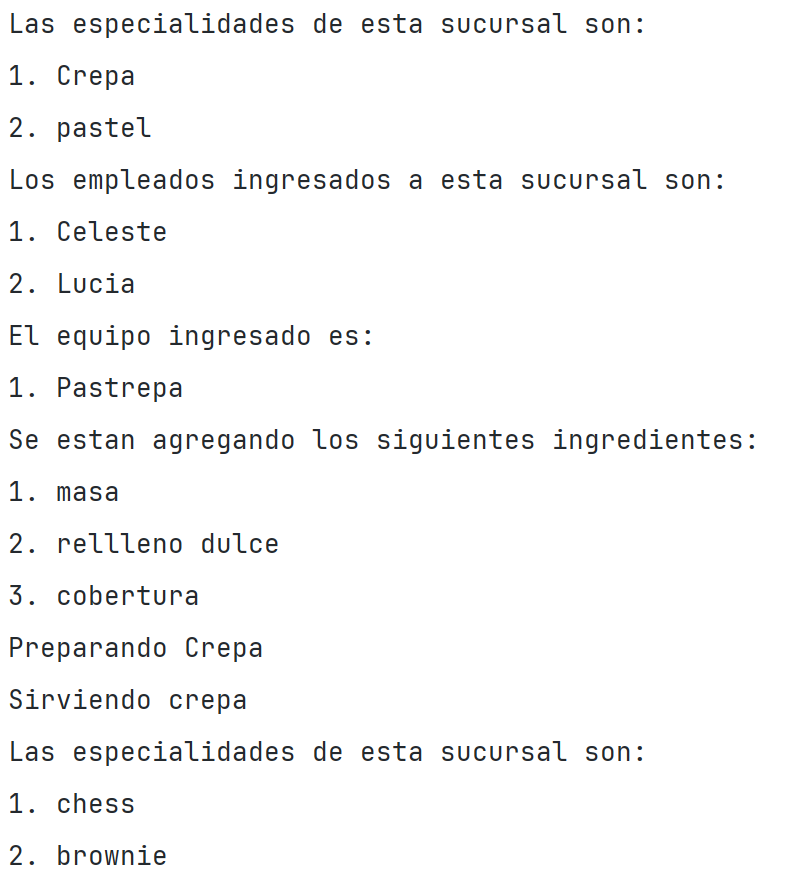 Las especialidades de esta sucursal son:
1. Crepa
2. pastel
Los empleados ingresados a esta sucursal son:
1. Celeste
2. Lucia
El equipo ingresado es:
1. Pastrepa
Se estan agregando los siguientes ingredientes:
1. masa
2. rellleno dulce
3. cobertura
Preparando Crepa
Sirviendo crepa
Las especialidades de esta sucursal son:
1. chess
2. brownie